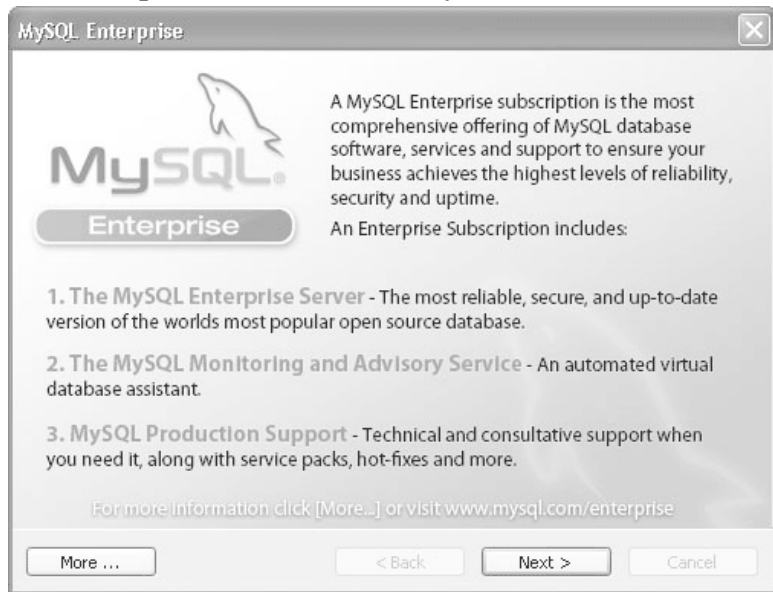 MySQL Enterprise
MySQL®
Enterprise
A MySQL Enterprise subscription is the most
comprehensive offering of MySQL database
software, services and support to ensure your
business achieves the highest levels of reliability,
security and uptime.
An Enterprise Subscription includes:
1. The MySQL Enterprise Server - The most reliable, secure, and up-to-date
version of the worlds most popular open source database.
2. The MySQL Monitoring and Advisory Service - An automated virtual
database assistant.
3. MySQL Production Support - Technical and consultative support when
you need it, along with service packs, hot-fixes and more.
For more information click [More...] or visit www.mysql.com/enterprise
More ...
< Back
Next >
Cancel